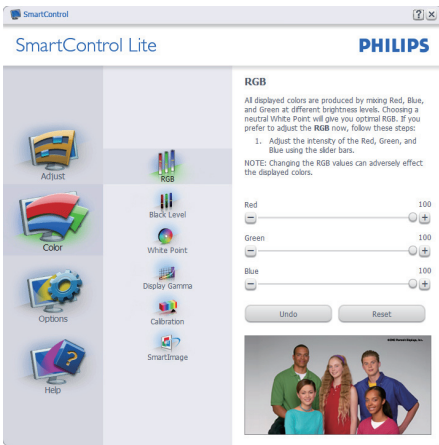 SmartControl
SmartControl Lite
PHILIPS
Adjust
Color
Options
Help
RGB
Black Level
White Point
Display Gamma
Calibration
SmartImage
RGB
All displayed colors are produced by mixing Red, Blue,
and Green at different brightness levels. Choosing a
neutral White Point will give you optimal RGB. If you
prefer to adjust the RGB now, follow these steps:
1. Adjust the intensity of the Red, Green, and
Blue using the slider bars.
NOTE: Changing the RGB values can adversely effect
the displayed colors.
Red 100
Green 100
Blue 100
Undo Reset